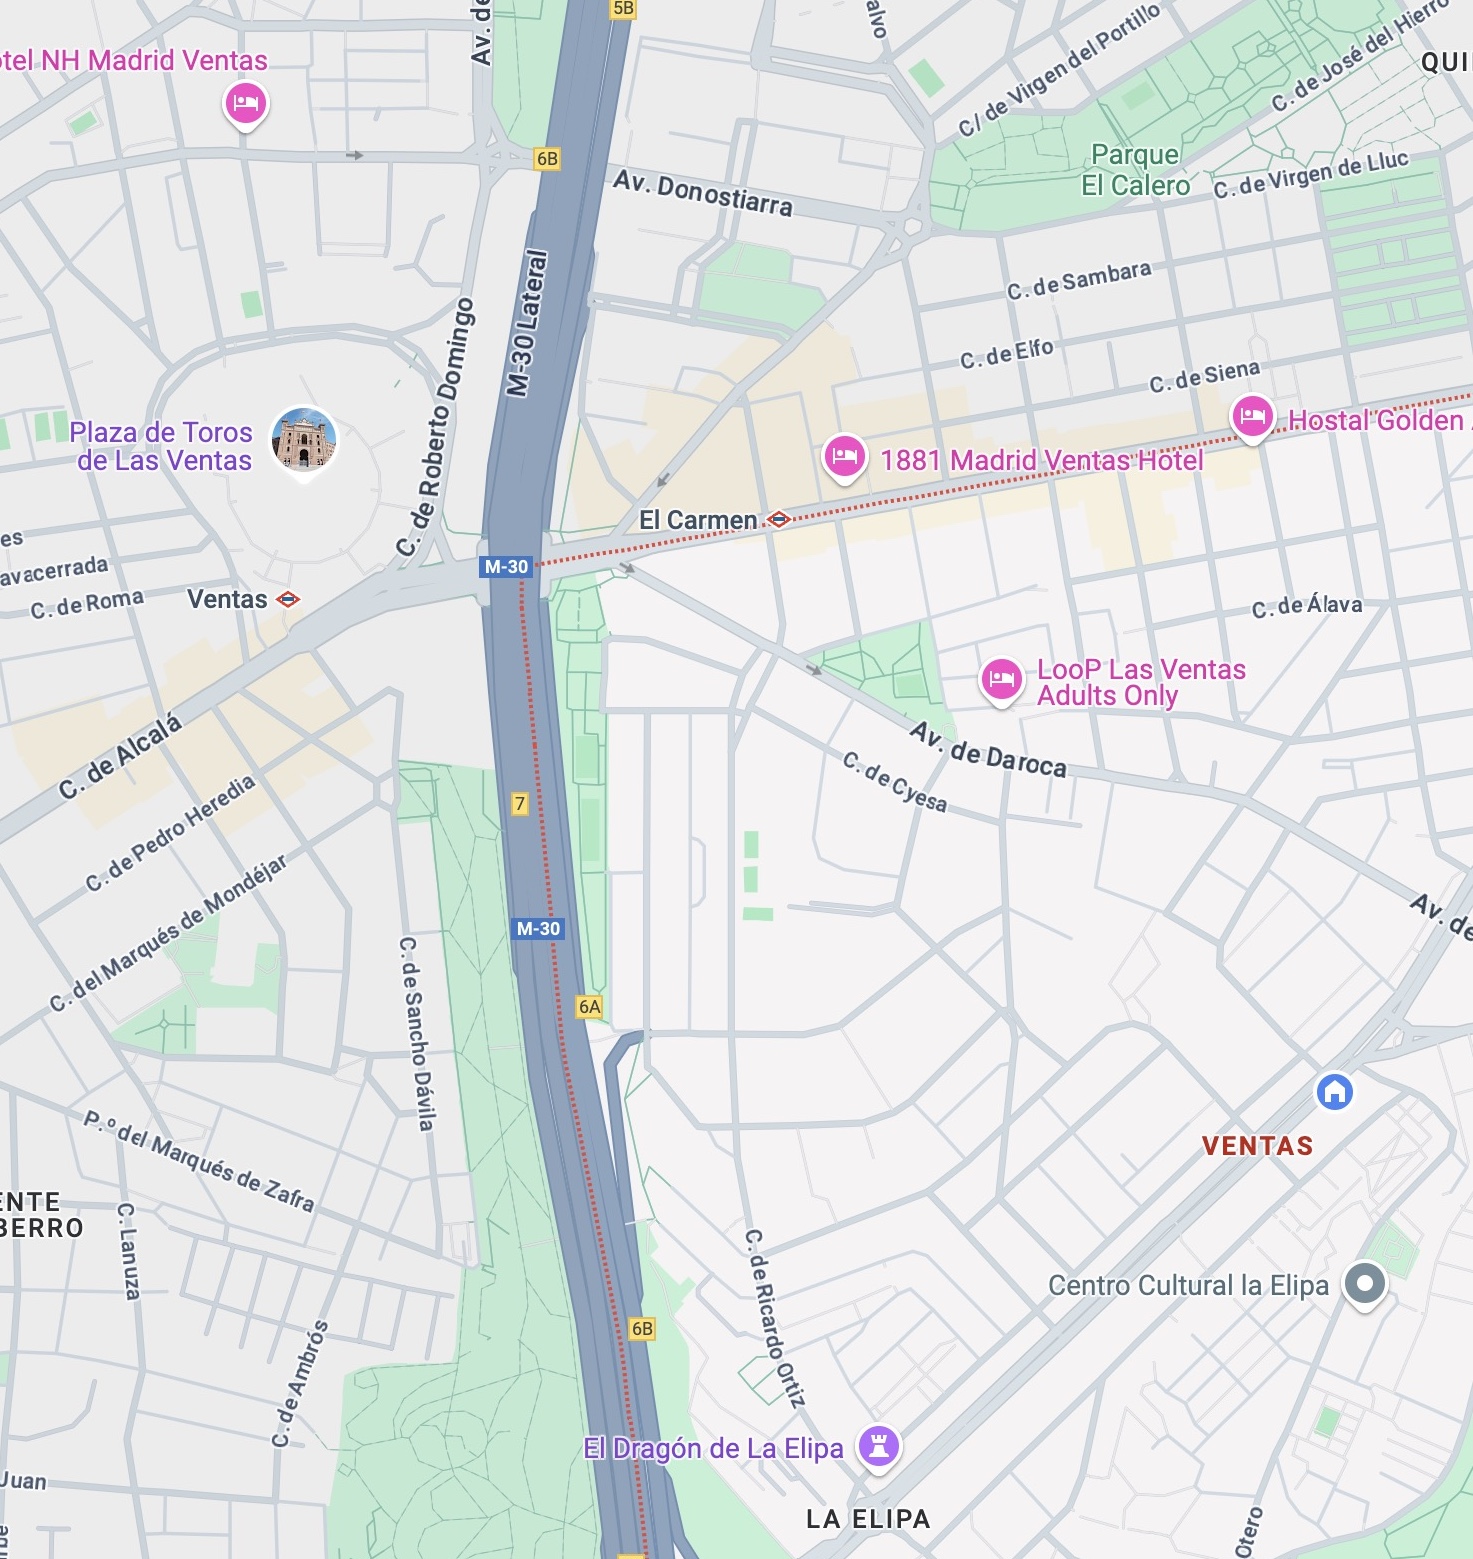 5B
Av. de
otel NH Madrid Ventas
C/ de Virgen del Portillo
C. de José del Hierro
QUI
6B
Parque
El Calero
C. de Virgen de Lluc
Av. Donostiarra
M-30 Lateral
C. de Sambara
C. de Roberto Domingo
C. de Elfo
C. de Siena
Plaza de Toros
de Las Ventas
Hostal Golden
1881 Madrid Ventas Hotel
El Carmen
M-30
es
avacerrada
C. de Roma
Ventas
C. de Álava
LooP Las Ventas
Adults Only
C. de Alcalá
Av. de Daroca
C. de Cyesa
7
C. de Pedro Heredia
C. del Marqués de Mondéjar
M-30
Av. de
C. de Sancho Dávila
6A
VENTAS
P.º del Marqués de Zafra
ENTE
BERRO
C. Lanuza
C. de Ricardo Ortiz
Centro Cultural la Elipa
6B
C. de Ambrós
El Dragón de La Elipa
Juan
LA ELIPA
Otero